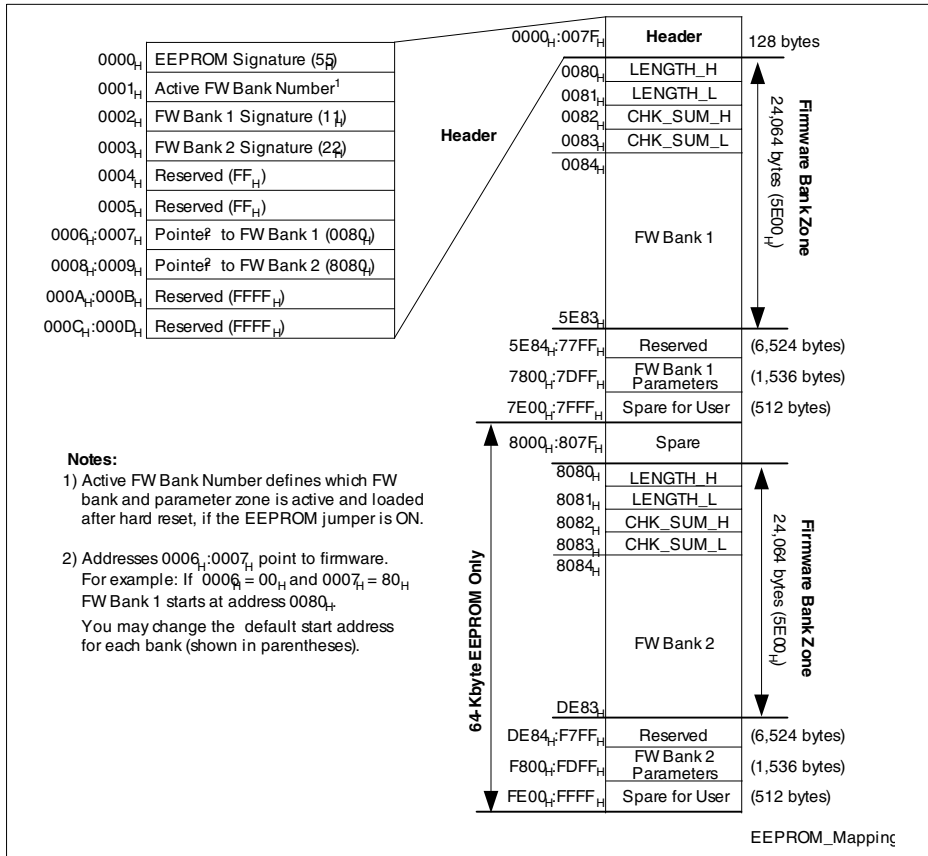 0000H EEPROM Signature (55H)
0001H Active FW Bank Number1
0002H FW Bank 1 Signature (11H)
0003H FW Bank 2 Signature (22H)
0004H Reserved (FFH)
0005H Reserved (FFH)
0006H:0007H Pointer2 to FW Bank 1 (0080H)
0008H:0009H Pointer2 to FW Bank 2 (8080H)
000AH:000BH Reserved (FFFFH)
000CH:000DH Reserved (FFFFH)
Header
0000H:007FH Header 128 bytes
0080H LENGTH_H
0081H LENGTH_L
0082H CHK_SUM_H
0083H CHK_SUM_L
0084H
FW Bank 1
5E83H
Firmware Bank Zone
24,064 bytes (5E00H)
5E84H:77FFH Reserved (6,524 bytes)
7800H:7DFFH FW Bank 1 Parameters (1,536 bytes)
7E00H:7FFFH Spare for User (512 bytes)
8000H:807FH Spare
8080H LENGTH_H
8081H LENGTH_L
8082H CHK_SUM_H
8083H CHK_SUM_L
8084H
FW Bank 2
DE83H
Firmware Bank Zone
24,064 bytes (5E00H)
DE84H:F7FFH Reserved (6,524 bytes)
F800H:FDFFH FW Bank 2 Parameters (1,536 bytes)
FE00H:FFFFH Spare for User (512 bytes)
64-Kbyte EEPROM Only
Notes:
1) Active FW Bank Number defines which FW
bank and parameter zone is active and loaded
after hard reset, if the EEPROM jumper is ON.
2) Addresses 0006H:0007H point to firmware.
For example: If 0006H = 00H and 0007H = 80H
FW Bank 1 starts at address 0080H.
You may change the default start address
for each bank (shown in parentheses).
EEPROM_Mapping